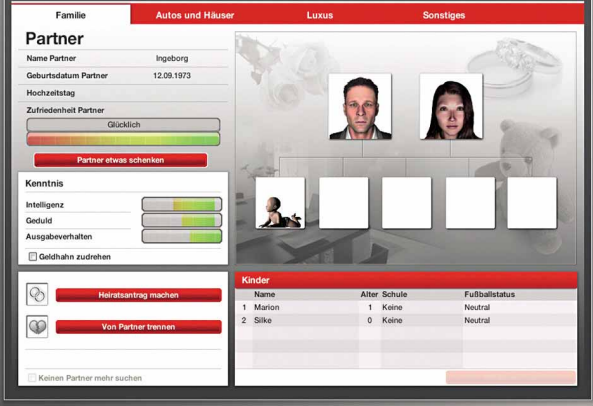 Familie Autos und Häuser Luxus Sonstiges
Partner
Name Partner Ingeborg
Geburtsdatum Partner 12.09.1973
Hochzeitstag
Zufriedenheit Partner
Glücklich
Partner etwas schenken
Kenntnis
Intelligenz
Geduld
Ausgabeverhalten
Geldhahn zudrehen
Heiratsantrag machen
Von Partner trennen
Keinen Partner mehr suchen
Kinder
Name Alter Schule Fußballstatus
1 Marion 1 Keine Neutral
2 Silke 0 Keine Neutral